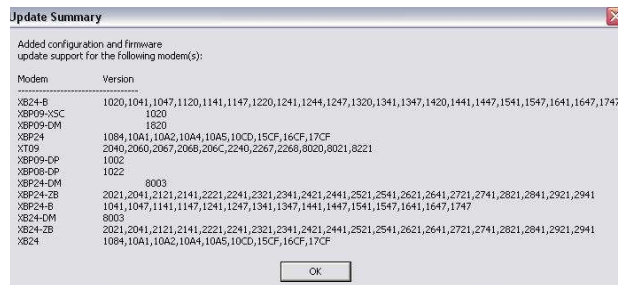 Update Summary
Added configuration and firmware
update support for the following modem(s):
Modem Version
----------------------------------
XB24-B 1020,1041,1047,1120,1141,1147,1220,1241,1244,1247,1320,1341,1347,1420,1441,1447,1541,1547,1641,1647,1747
XBP09-XSC 1020
XBP09-DM 1820
XBP24 1084,10A1,10A2,10A4,10A5,10CD,15CF,16CF,17CF
XT09 2040,2060,2067,206B,206C,2240,2267,2268,8020,8021,8221
XBP09-DP 1002
XBP08-DP 1022
XBP24-DM 8003
XBP24-ZB 2021,2041,2121,2141,2221,2241,2321,2341,2421,2441,2521,2541,2621,2641,2721,2741,2821,2841,2921,2941
XBP24-B 1041,1047,1141,1147,1241,1247,1341,1347,1441,1447,1541,1547,1641,1647,1747
XB24-DM 8003
XB24-ZB 2021,2041,2121,2141,2221,2241,2321,2341,2421,2441,2521,2541,2621,2641,2721,2741,2821,2841,2921,2941
XB24 1084,10A1,10A2,10A4,10A5,10CD,15CF,16CF,17CF
OK